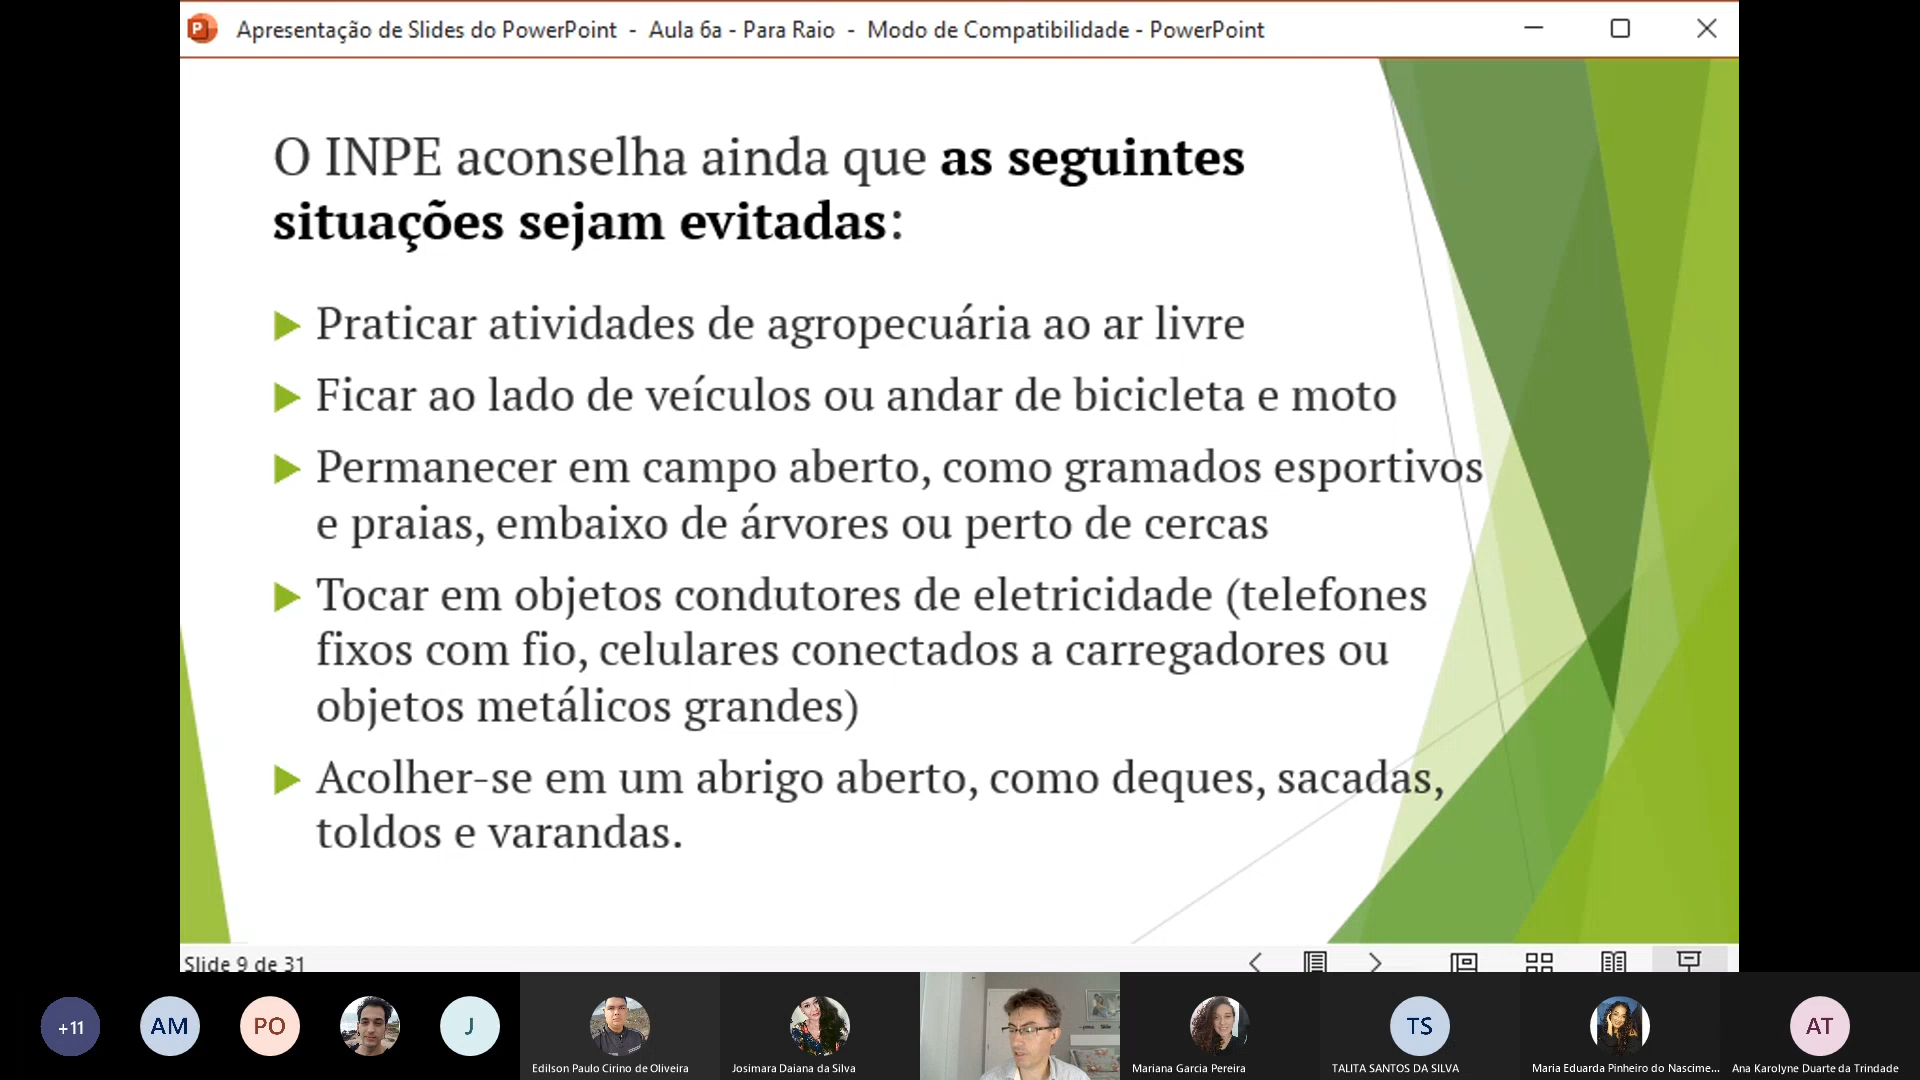 Apresentação de Slides do PowerPoint - Aula 6a - Para Raio - Modo de Compatibilidade - PowerPoint
O INPE aconselha ainda que as seguintes
situações sejam evitadas:
Praticar atividades de agropecuária ao ar livre
Ficar ao lado de veículos ou andar de bicicleta e moto
Permanecer em campo aberto, como gramados esportivos
e praias, embaixo de árvores ou perto de cercas
Tocar em objetos condutores de eletricidade (telefones
fixos com fio, celulares conectados a carregadores ou
objetos metálicos grandes)
Acolher-se em um abrigo aberto, como deques, sacadas,
toldos e varandas.
Slide 9 de 31
+11 AM PO J TS AT
Edilson Paulo Cirino de Oliveira Josimara Daiana da Silva Mariana Garcia Pereira TALITA SANTOS DA SILVA Maria Eduarda Pinheiro do Nascime... Ana Karolyne Duarte da Trindade